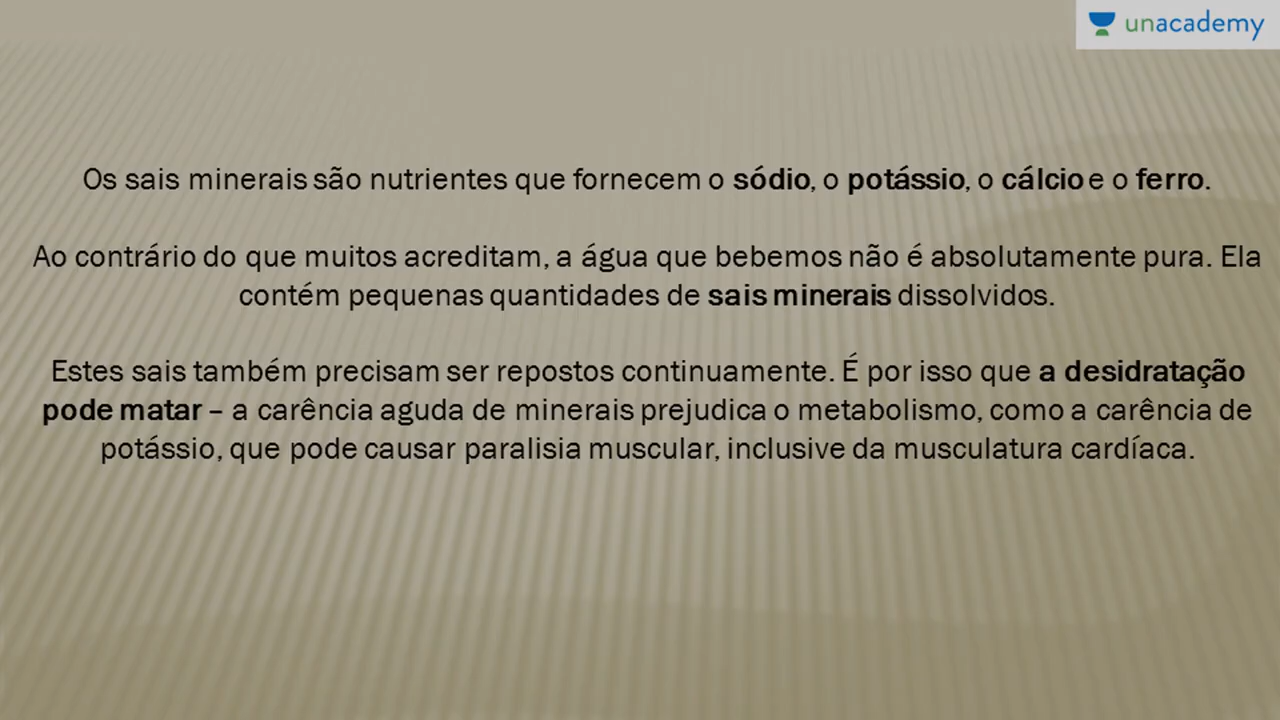 unacademy
Os sais minerais são nutrientes que fornecem o sódio, o potássio, o cálcio e o ferro.
Ao contrário do que muitos acreditam, a água que bebemos não é absolutamente pura. Ela
contém pequenas quantidades de sais minerais dissolvidos.
Estes sais também precisam ser repostos continuamente. É por isso que a desidratação
pode matar – a carência aguda de minerais prejudica o metabolismo, como a carência de
potássio, que pode causar paralisia muscular, inclusive da musculatura cardíaca.